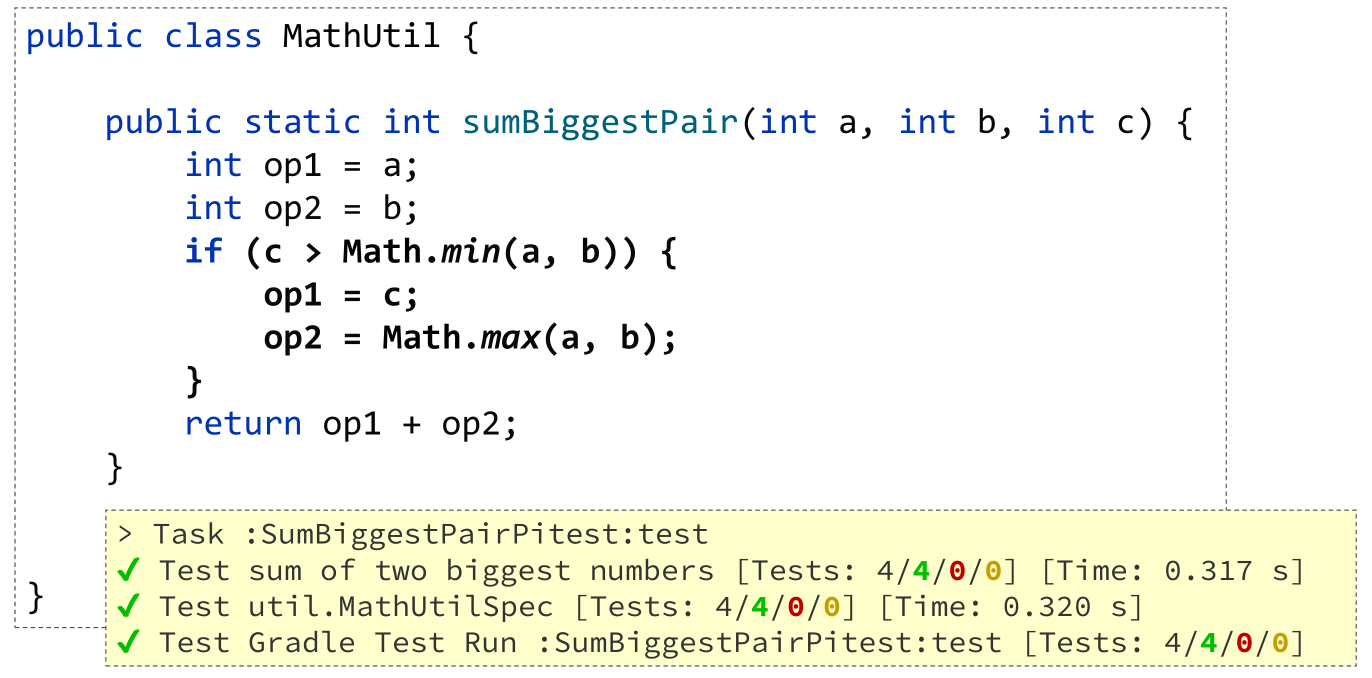 public class MathUtil {
    public static int sumBiggestPair(int a, int b, int c) {
        int op1 = a;
        int op2 = b;
        if (c > Math.min(a, b)) {
            op1 = c;
            op2 = Math.max(a, b);
        }
        return op1 + op2;
    }
> Task :SumBiggestPairPitest:test
✔ Test sum of two biggest numbers [Tests: 4/4/0/0] [Time: 0.317 s]
}
✔ Test util.MathUtilSpec [Tests: 4/4/0/0] [Time: 0.320 s]
✔ Test Gradle Test Run :SumBiggestPairPitest:test [Tests: 4/4/0/0]